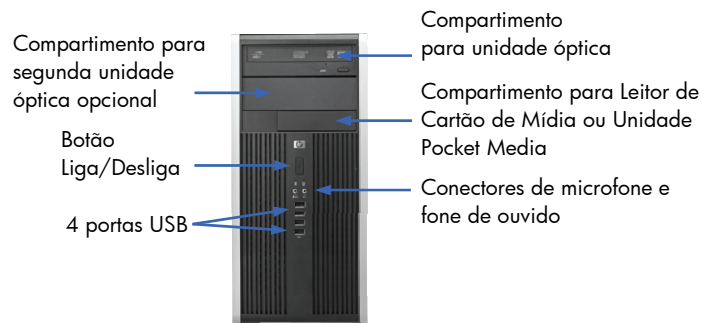 Compartimento
para unidade óptica
Compartimento para
segunda unidade
óptica opcional
Compartimento para Leitor de
Cartão de Mídia ou Unidade
Pocket Media
Botão
Liga/Desliga
Conectores de microfone e
fone de ouvido
4 portas USB
hp